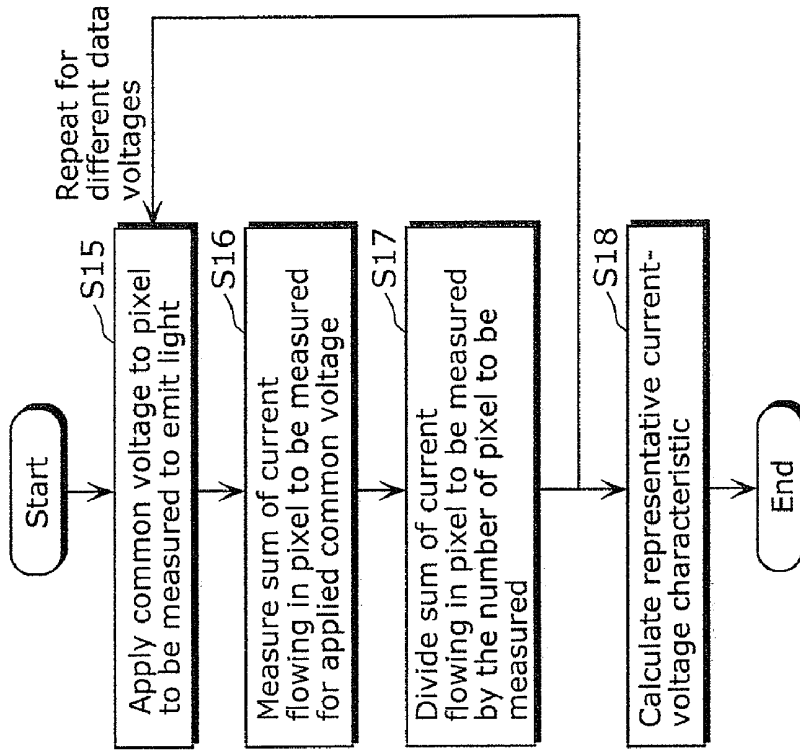 Start
S15
Apply common voltage to pixel
to be measured to emit light
Repeat for
different data
voltages
S16
Measure sum of current
flowing in pixel to be measured
for applied common voltage
S17
Divide sum of current
flowing in pixel to be measured
by the number of pixel to be
measured
S18
Calculate representative current-
voltage characteristic
End